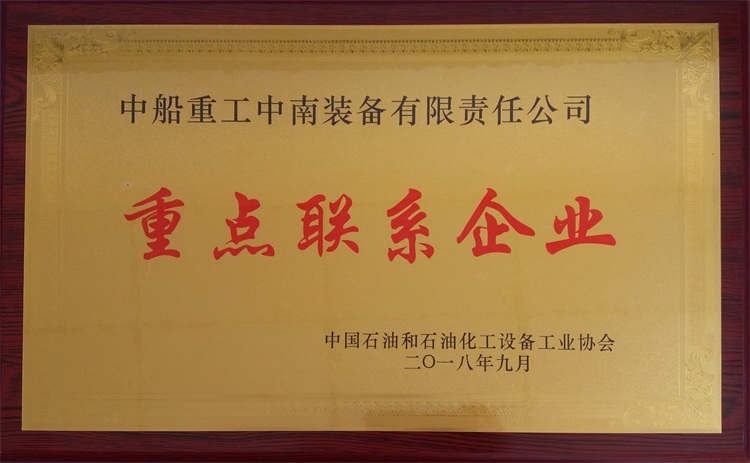 中船重工中南装备有限责任公司
重点联系企业
中国石油和石油化工设备工业协会
二〇一八年九月